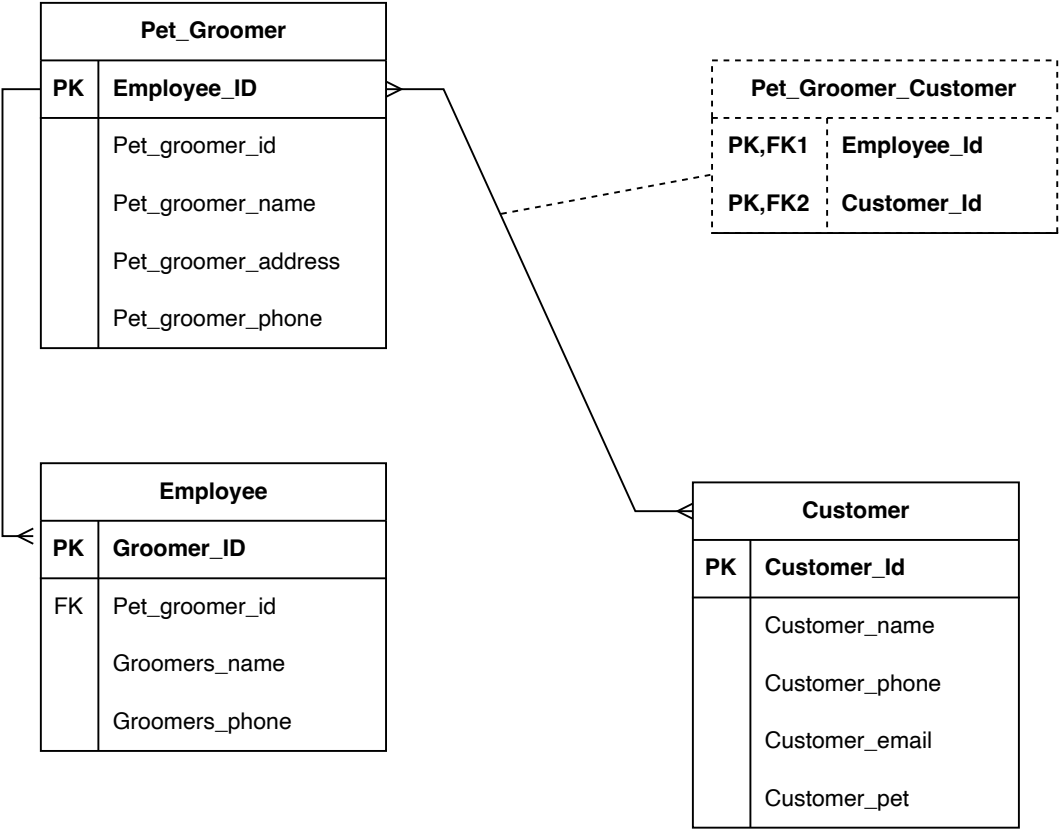 Pet_Groomer
PK Employee_ID
Pet_groomer_id
Pet_groomer_name
Pet_groomer_address
Pet_groomer_phone
Pet_Groomer_Customer
PK,FK1 Employee_Id
PK,FK2 Customer_Id
Employee
PK Groomer_ID
FK Pet_groomer_id
Groomers_name
Groomers_phone
Customer
PK Customer_Id
Customer_name
Customer_phone
Customer_email
Customer_pet